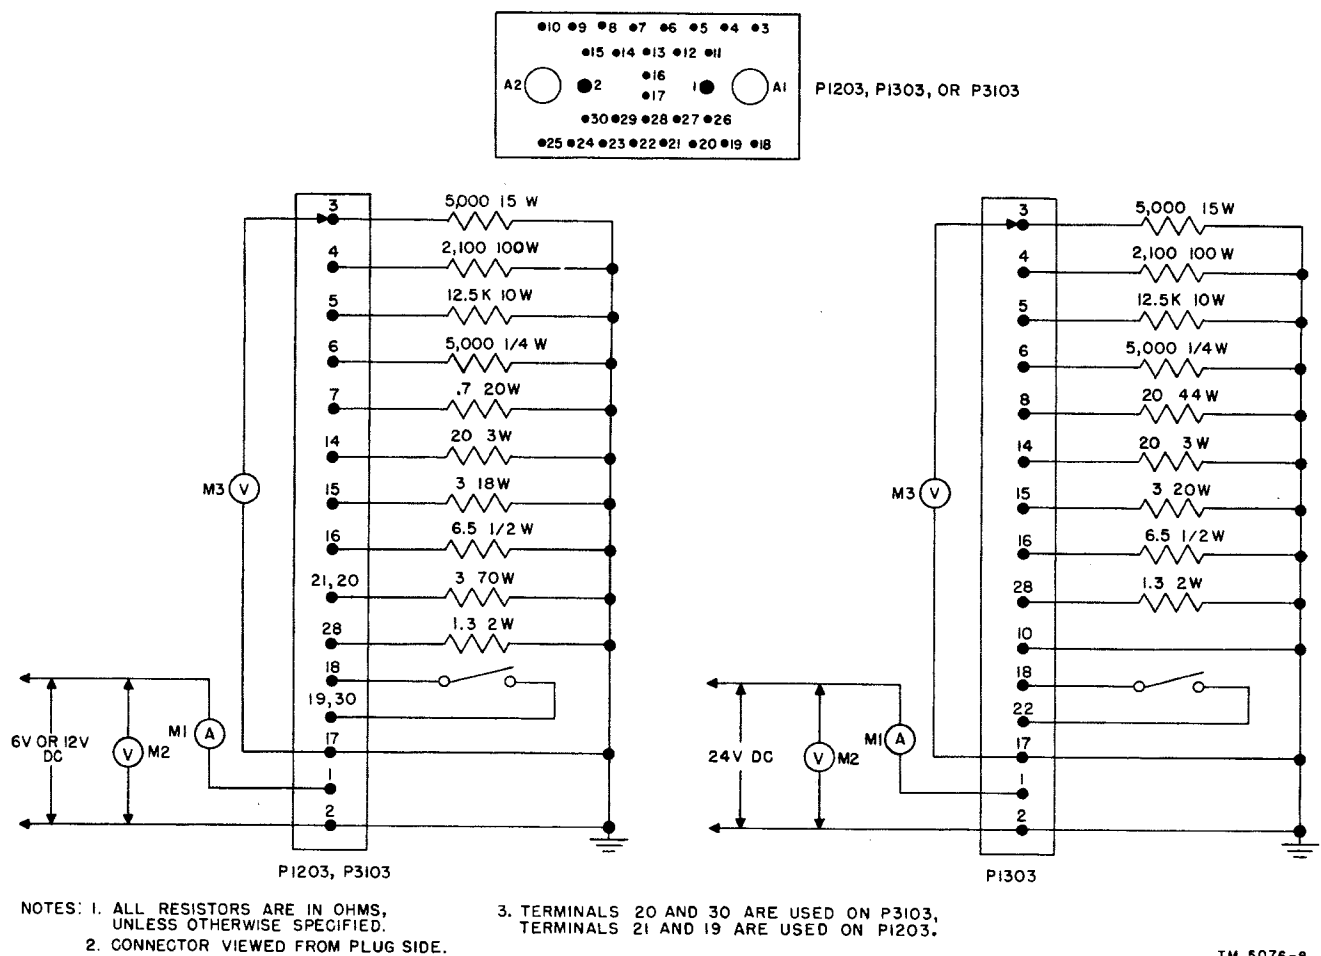 10 9 8 7 6 5 4 3
15 14 13 12 11
16
A2 2 1 A1
17
30 29 28 27 26
25 24 23 22 21 20 19 18
P1203, P1303, OR P3103
3 5,000 15 W
4 2,100 100W
5 12.5K 10W
6 5,000 1/4 W
7 .7 20W
14 20 3W
M3 V
15 3 18W
16 6.5 1/2 W
21,20 3 70W
28 1.3 2W
18
19,30
6V OR 12V
DC
V M2
M1 A
17
1
2
P1203, P3103
3 5,000 15W
4 2,100 100W
5 12.5K 10W
6 5,000 1/4W
8 20 44W
14 20 3W
M3 V
15 3 20W
16 6.5 1/2W
28 1.3 2W
10
18
22
24V DC
V M2
M1 A
17
1
2
P1303
NOTES: 1. ALL RESISTORS ARE IN OHMS,
UNLESS OTHERWISE SPECIFIED.
2. CONNECTOR VIEWED FROM PLUG SIDE.
3. TERMINALS 20 AND 30 ARE USED ON P3103,
TERMINALS 21 AND 19 ARE USED ON P1203.
TM 5076-8